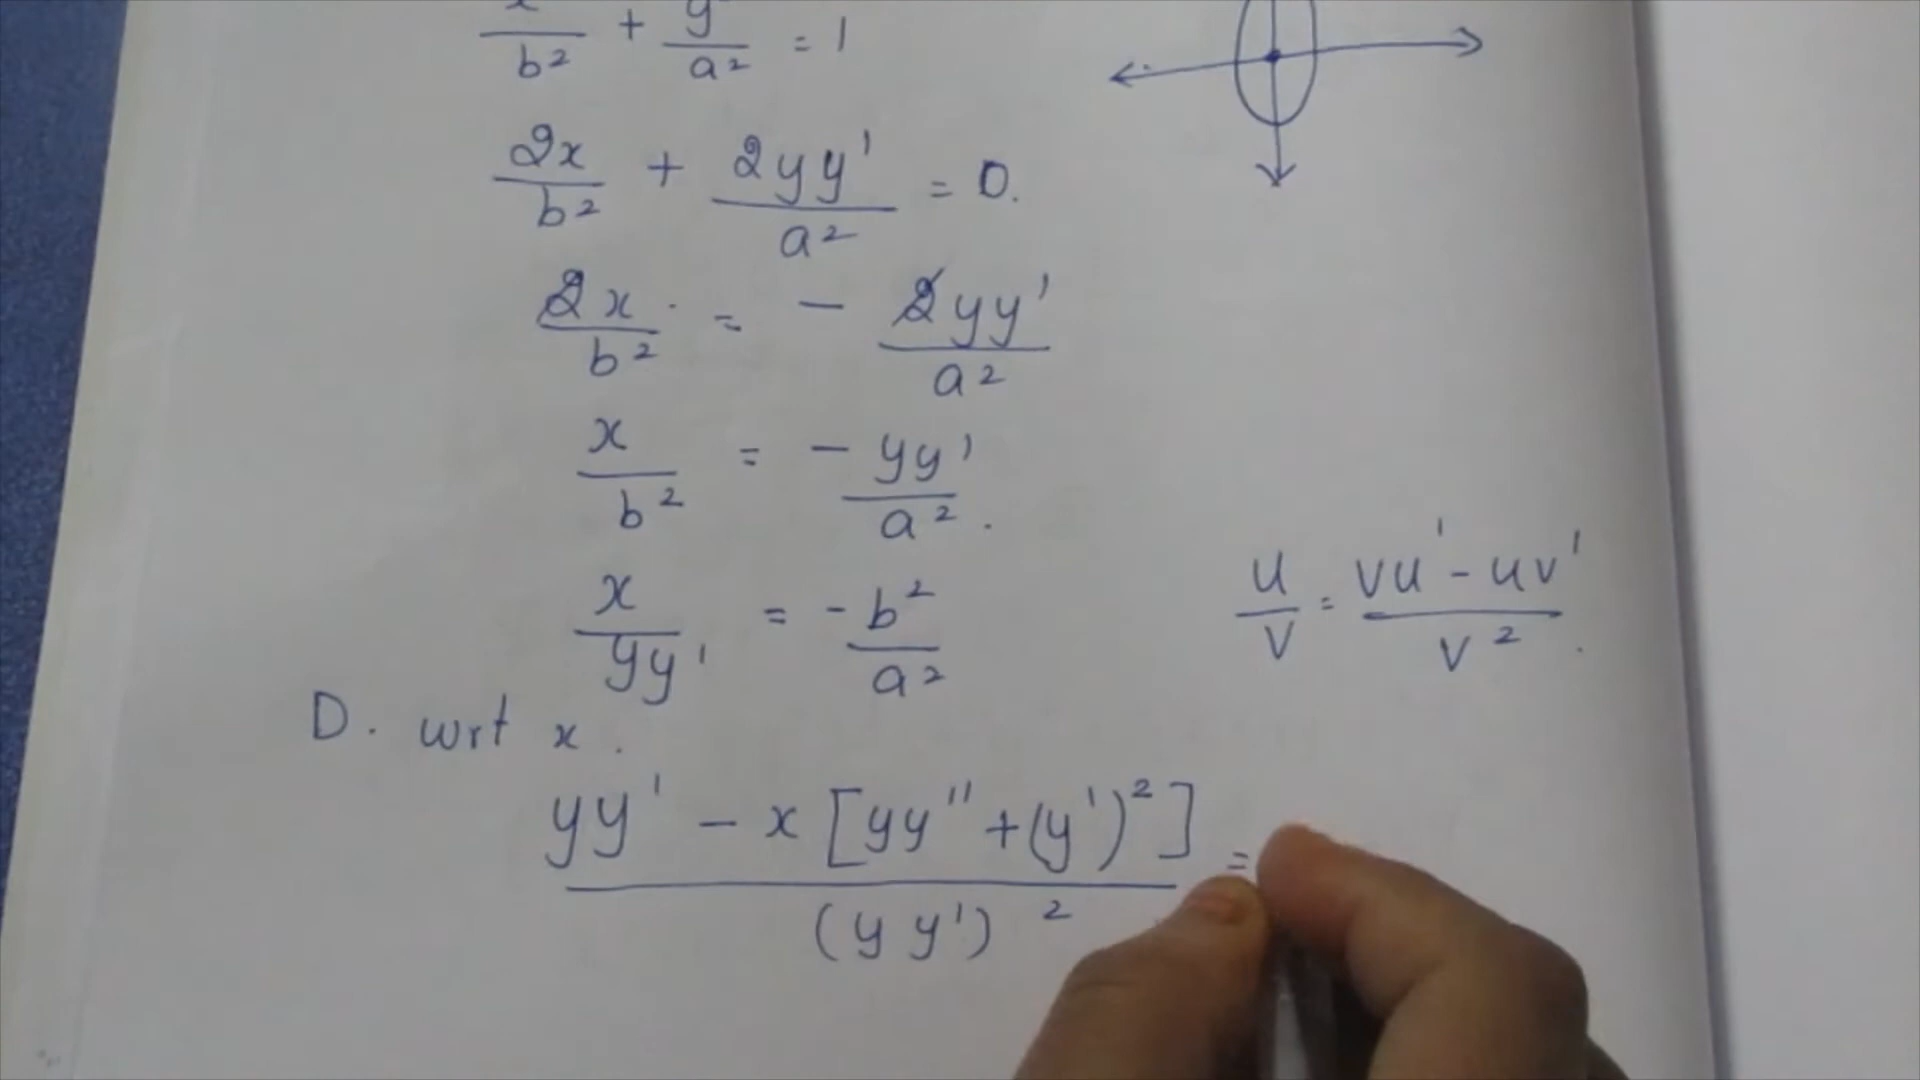 x/b² + y²/a² = 1
2x/b² + 2yy'/a² = 0.
2x/b² = - 2yy'/a²
x/b² = - yy'/a².
x/yy' = -b²/a²
u/v = vu' - uv'/v².
D. wrt x.
yy' - x[yy'' + (y')²]/(yy')² =